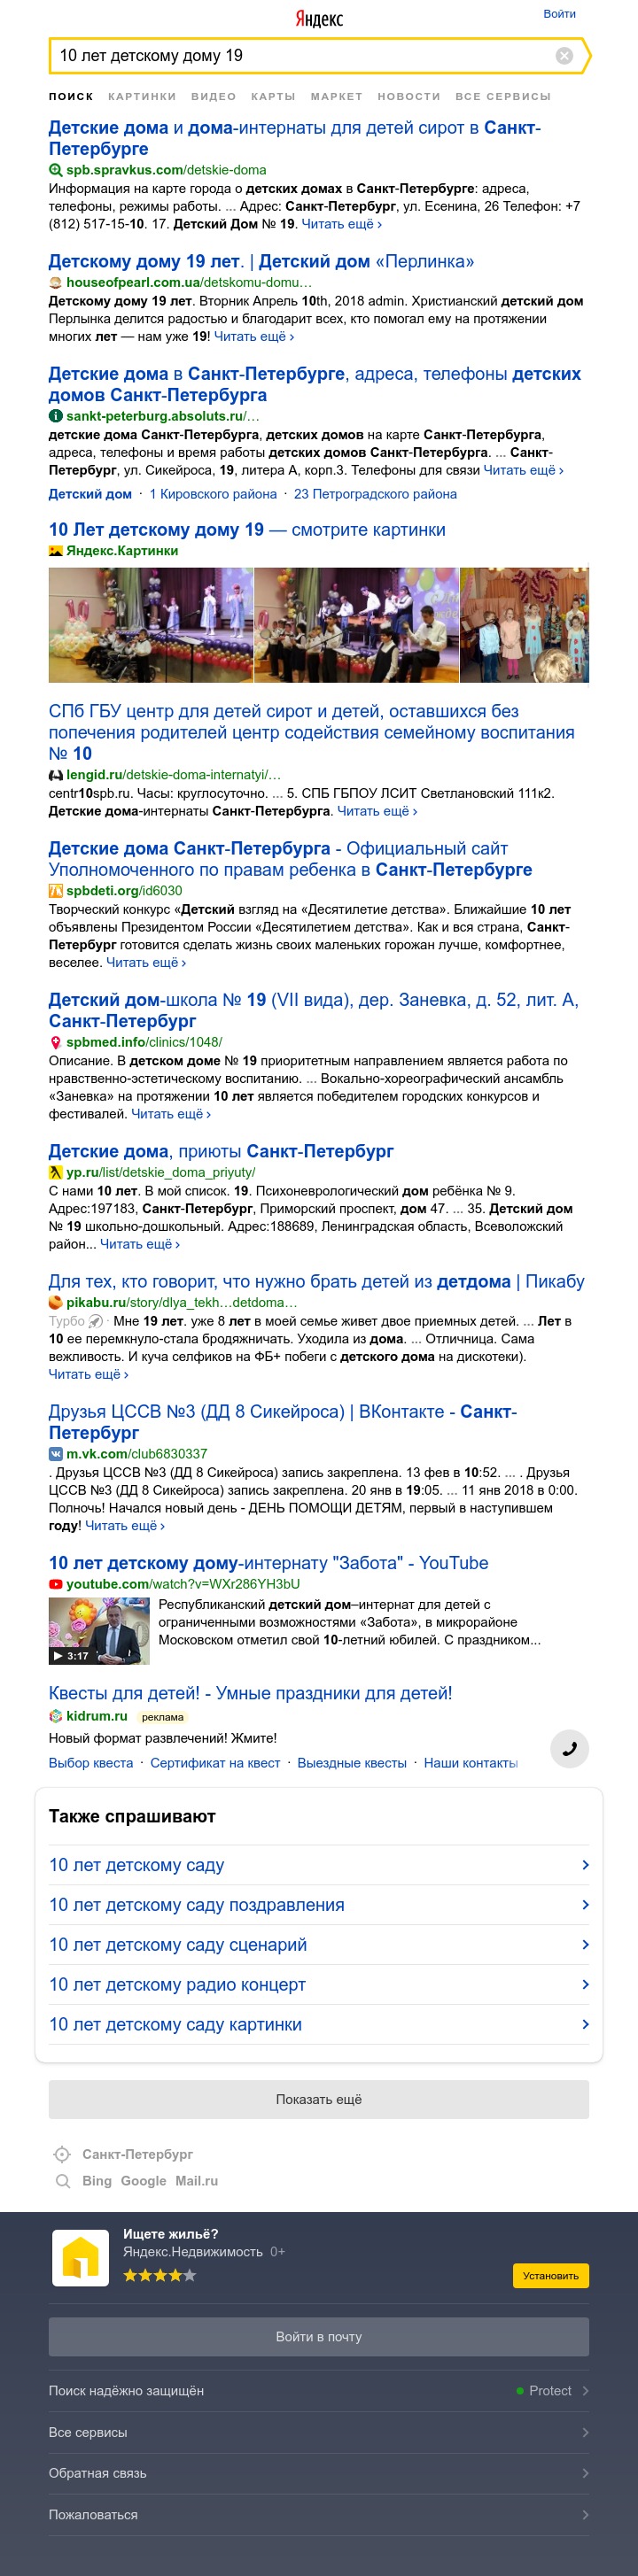 Яндекс
Войти
10 лет детскому дому 19
ПОИСК КАРТИНКИ ВИДЕО КАРТЫ МАРКЕТ НОВОСТИ ВСЕ СЕРВИСЫ
Детские дома и дома-интернаты для детей сирот в Санкт-
Петербурге
spb.spravkus.com/detskie-doma
Информация на карте города о детских домах в Санкт-Петербурге: адреса,
телефоны, режимы работы. ... Адрес: Санкт-Петербург, ул. Есенина, 26 Телефон: +7
(812) 517-15-10. 17. Детский Дом № 19. Читать ещё ›
Детскому дому 19 лет. | Детский дом «Перлинка»
houseofpearl.com.ua/detskomu-domu…
Детскому дому 19 лет. Вторник Апрель 10th, 2018 admin. Христианский детский дом
Перлынка делится радостью и благодарит всех, кто помогал ему на протяжении
многих лет — нам уже 19! Читать ещё ›
Детские дома в Санкт-Петербурге, адреса, телефоны детских
домов Санкт-Петербурга
sankt-peterburg.absoluts.ru/…
детские дома Санкт-Петербурга, детских домов на карте Санкт-Петербурга,
адреса, телефоны и время работы детских домов Санкт-Петербурга. ... Санкт-
Петербург, ул. Сикейроса, 19, литера А, корп.3. Телефоны для связи Читать ещё ›
Детский дом · 1 Кировского района · 23 Петроградского района
10 Лет детскому дому 19 — смотрите картинки
Яндекс.Картинки
СПб ГБУ центр для детей сирот и детей, оставшихся без
попечения родителей центр содействия семейному воспитания
№ 10
lengid.ru/detskie-doma-internatyi/…
centr10spb.ru. Часы: круглосуточно. ... 5. СПБ ГБПОУ ЛСИТ Светлановский 111к2.
Детские дома-интернаты Санкт-Петербурга. Читать ещё ›
Детские дома Санкт-Петербурга - Официальный сайт
Уполномоченного по правам ребенка в Санкт-Петербурге
spbdeti.org/id6030
Творческий конкурс «Детский взгляд на «Десятилетие детства». Ближайшие 10 лет
объявлены Президентом России «Десятилетием детства». Как и вся страна, Санкт-
Петербург готовится сделать жизнь своих маленьких горожан лучше, комфортнее,
веселее. Читать ещё ›
Детский дом-школа № 19 (VII вида), дер. Заневка, д. 52, лит. А,
Санкт-Петербург
spbmed.info/clinics/1048/
Описание. В детском доме № 19 приоритетным направлением является работа по
нравственно-эстетическому воспитанию. ... Вокально-хореографический ансамбль
«Заневка» на протяжении 10 лет является победителем городских конкурсов и
фестивалей. Читать ещё ›
Детские дома, приюты Санкт-Петербург
yp.ru/list/detskie_doma_priyuty/
С нами 10 лет. В мой список. 19. Психоневрологический дом ребёнка № 9.
Адрес:197183, Санкт-Петербург, Приморский проспект, дом 47. ... 35. Детский дом
№ 19 школьно-дошкольный. Адрес:188689, Ленинградская область, Всеволожский
район... Читать ещё ›
Для тех, кто говорит, что нужно брать детей из детдома | Пикабу
pikabu.ru/story/dlya_tekh…detdoma…
Турбо · Мне 19 лет. уже 8 лет в моей семье живет двое приемных детей. ... Лет в
10 ее перемкнуло-стала бродяжничать. Уходила из дома. ... Отличница. Сама
вежливость. И куча селфиков на ФБ+ побеги с детского дома на дискотеки).
Читать ещё ›
Друзья ЦССВ №3 (ДД 8 Сикейроса) | ВКонтакте - Санкт-
Петербург
m.vk.com/club6830337
. Друзья ЦССВ №3 (ДД 8 Сикейроса) запись закреплена. 13 фев в 10:52. ... . Друзья
ЦССВ №3 (ДД 8 Сикейроса) запись закреплена. 20 янв в 19:05. ... 11 янв 2018 в 0:00.
Полночь! Начался новый день - ДЕНЬ ПОМОЩИ ДЕТЯМ, первый в наступившем
году! Читать ещё ›
10 лет детскому дому-интернату "Забота" - YouTube
youtube.com/watch?v=WXr286YH3bU
Республиканский детский дом–интернат для детей с
ограниченными возможностями «Забота», в микрорайоне
Московском отметил свой 10-летний юбилей. С праздником...
3:17
Квесты для детей! - Умные праздники для детей!
kidrum.ru реклама
Новый формат развлечений! Жмите!
Выбор квеста · Сертификат на квест · Выездные квесты · Наши контакты
Также спрашивают
10 лет детскому саду
10 лет детскому саду поздравления
10 лет детскому саду сценарий
10 лет детскому радио концерт
10 лет детскому саду картинки
Показать ещё
Санкт-Петербург
Bing Google Mail.ru
Ищете жильё?
Яндекс.Недвижимость 0+
Установить
Войти в почту
Поиск надёжно защищён Protect
Все сервисы
Обратная связь
Пожаловаться